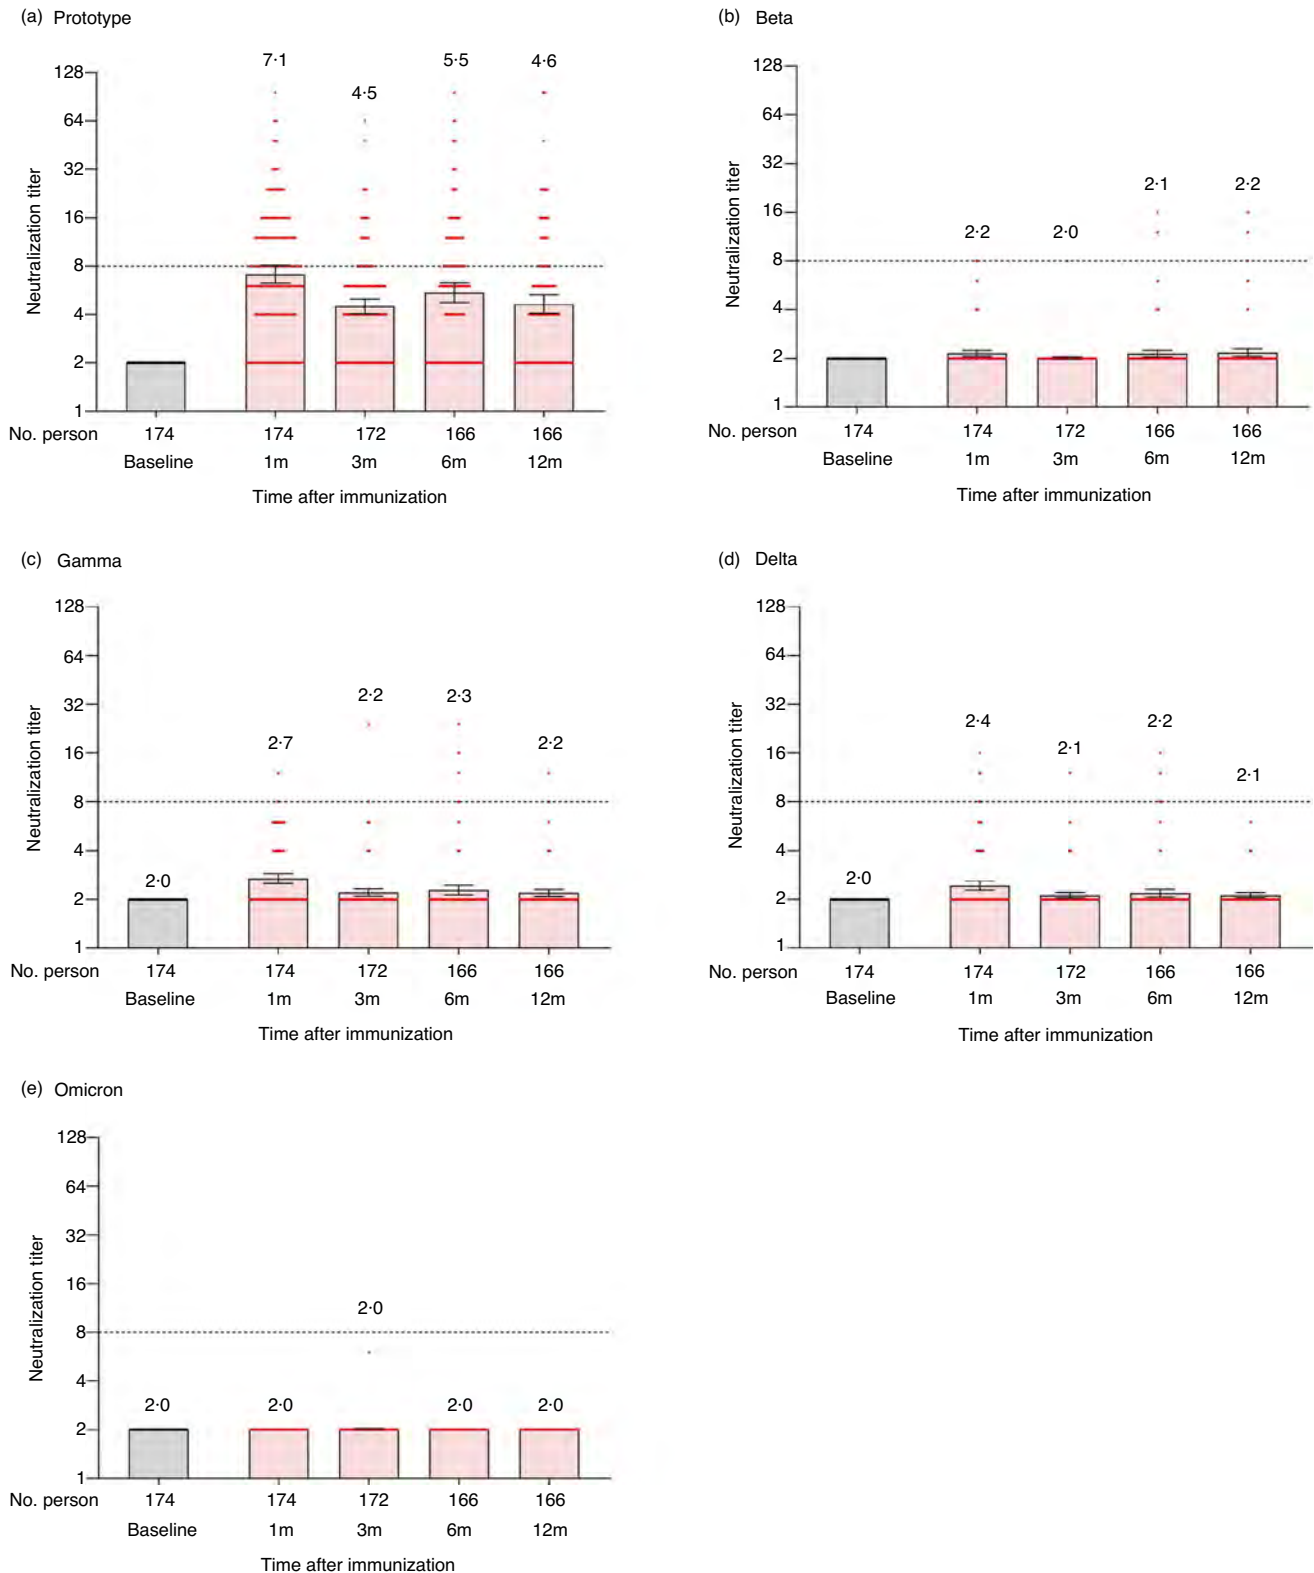 (a) Prototype
7·1
4·5
5·5
4·6
128
64
32
16
8
4
2
1
Neutralization titer
No. person 174 174 172 166 166
Baseline 1m 3m 6m 12m
Time after immunization
(b) Beta
2·2
2·0
2·1
2·2
128
64
32
16
8
4
2
1
Neutralization titer
No. person 174 174 172 166 166
Baseline 1m 3m 6m 12m
Time after immunization
(c) Gamma
2·0
2·7
2·2
2·3
2·2
128
64
32
16
8
4
2
1
Neutralization titer
No. person 174 174 172 166 166
Baseline 1m 3m 6m 12m
Time after immunization
(d) Delta
2·0
2·4
2·1
2·2
2·1
128
64
32
16
8
4
2
1
Neutralization titer
No. person 174 174 172 166 166
Baseline 1m 3m 6m 12m
Time after immunization
(e) Omicron
2·0
2·0
2·0
2·0
2·0
128
64
32
16
8
4
2
1
Neutralization titer
No. person 174 174 172 166 166
Baseline 1m 3m 6m 12m
Time after immunization